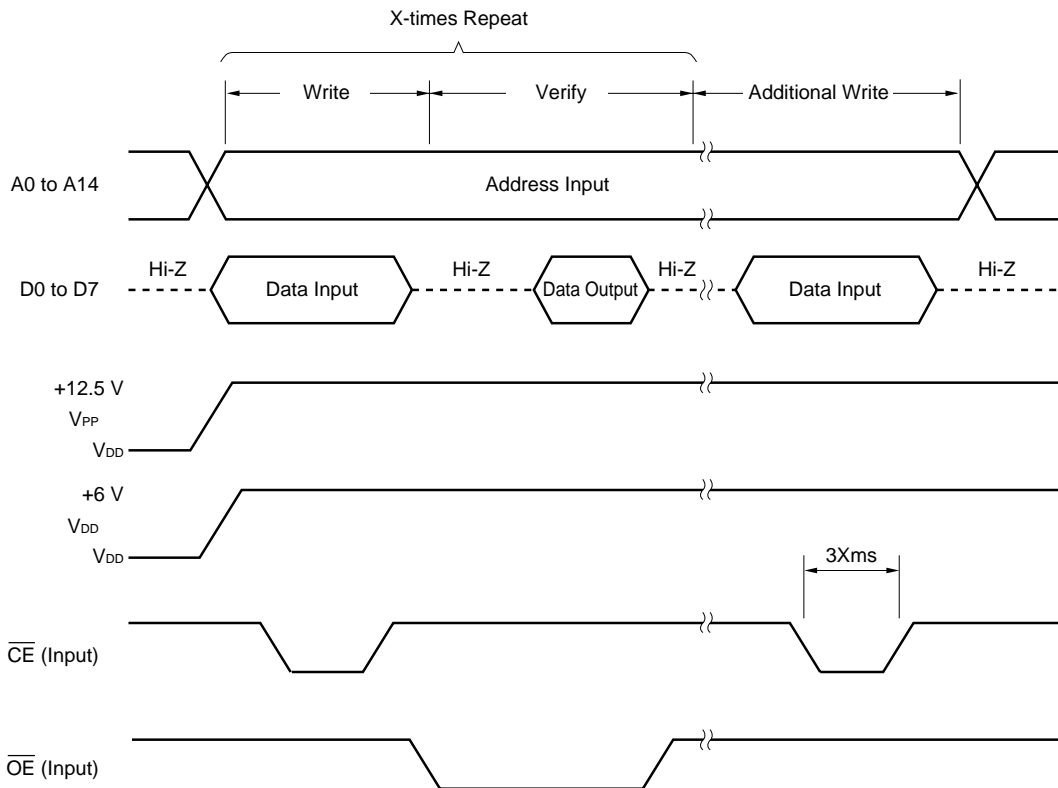 X-times Repeat
Write
Verify
Additional Write
A0 to A14
Address Input
Hi-Z
Hi-Z
Hi-Z
Hi-Z
D0 to D7
Data Input
Data Output
Data Input
+12.5 V
VPP
VDD
+6 V
VDD
VDD
3Xms
CE (Input)
OE (Input)